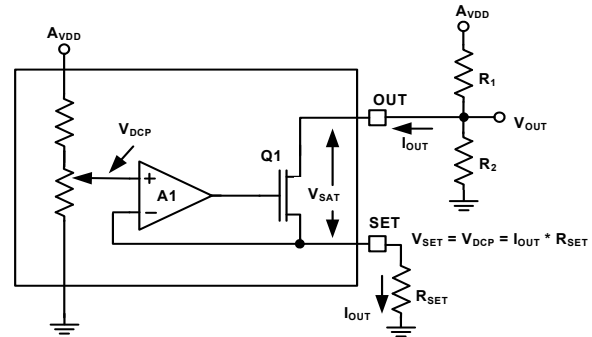 AVDD
AVDD
R1
OUT
VDCP
VOUT
IOUT
Q1
R2
+
A1
VSAT
−
SET
VSET = VDCP = IOUT * RSET
RSET
IOUT